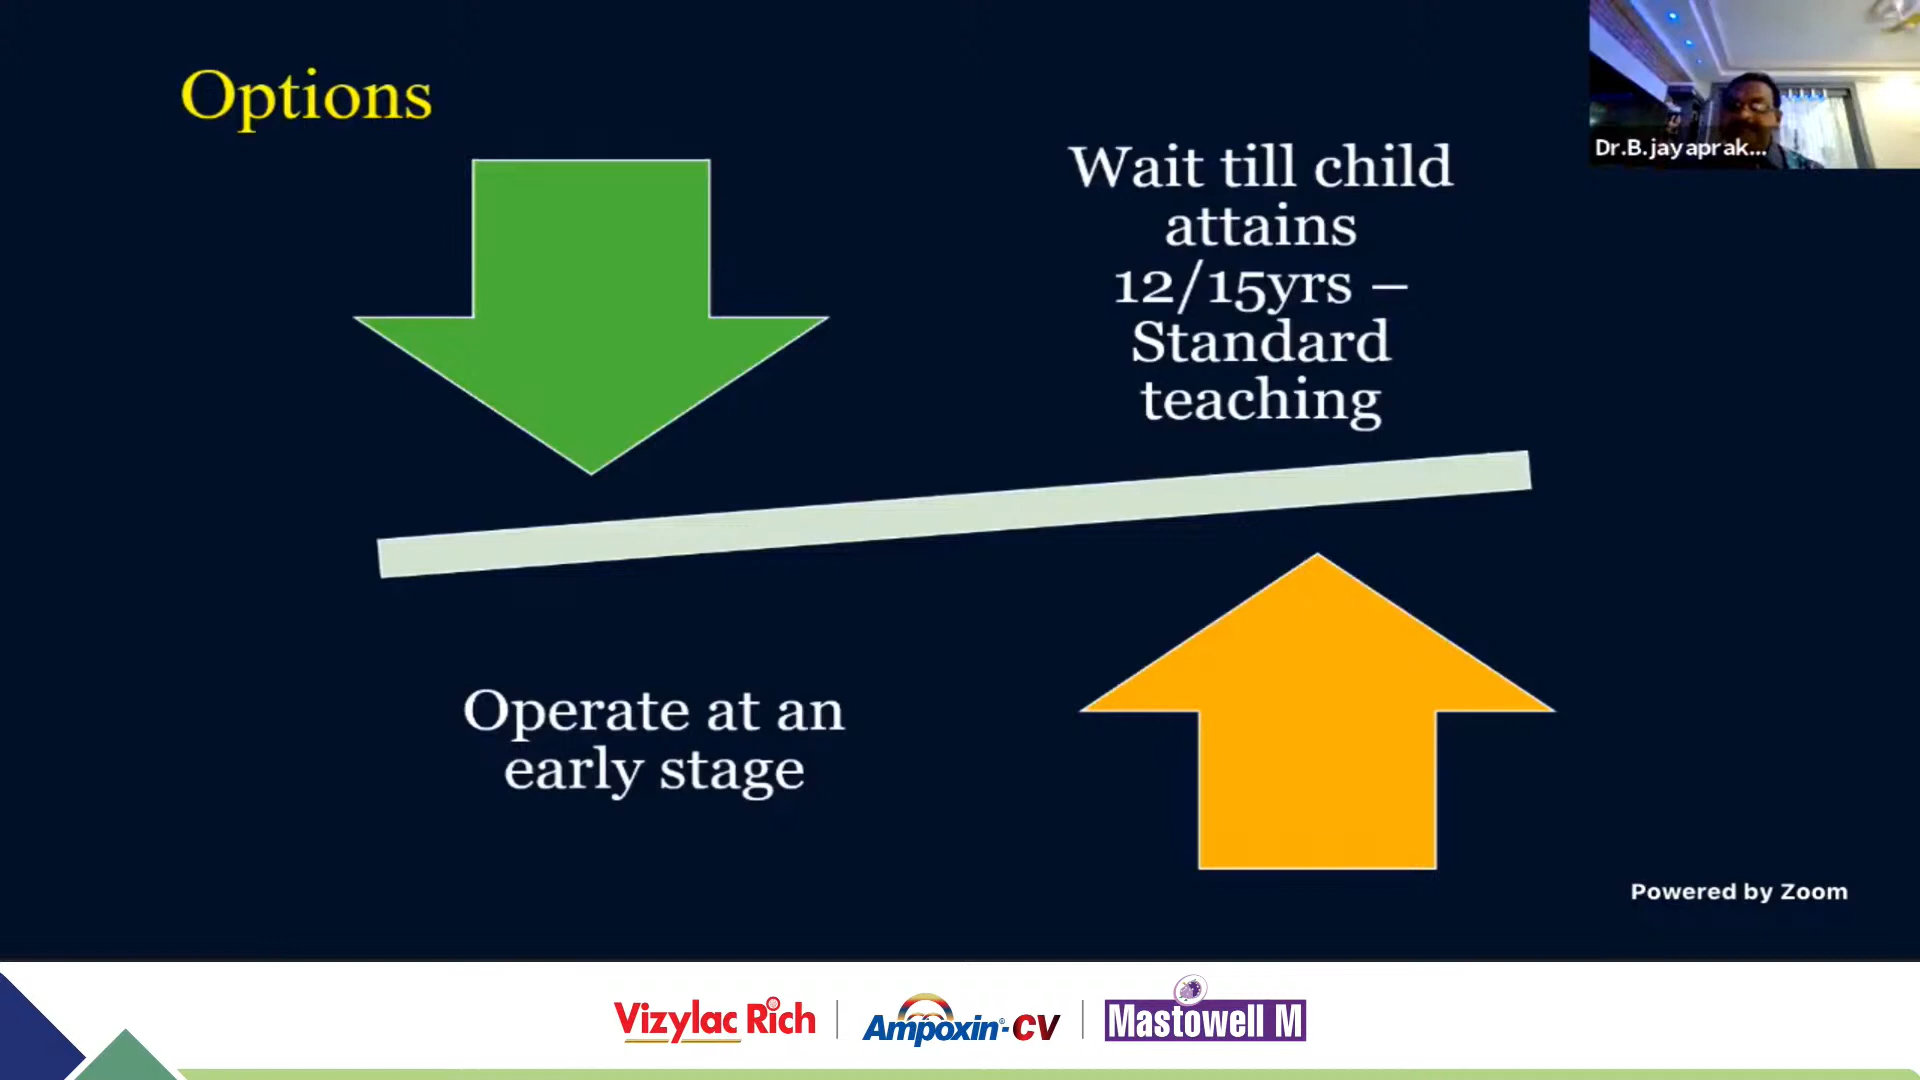 Options
Dr.B.jayaprak...
Wait till child
attains
12/15yrs –
Standard
teaching
Operate at an
early stage
Powered by Zoom
Vizylac Rich
Ampoxin®-CV
Mastowell M